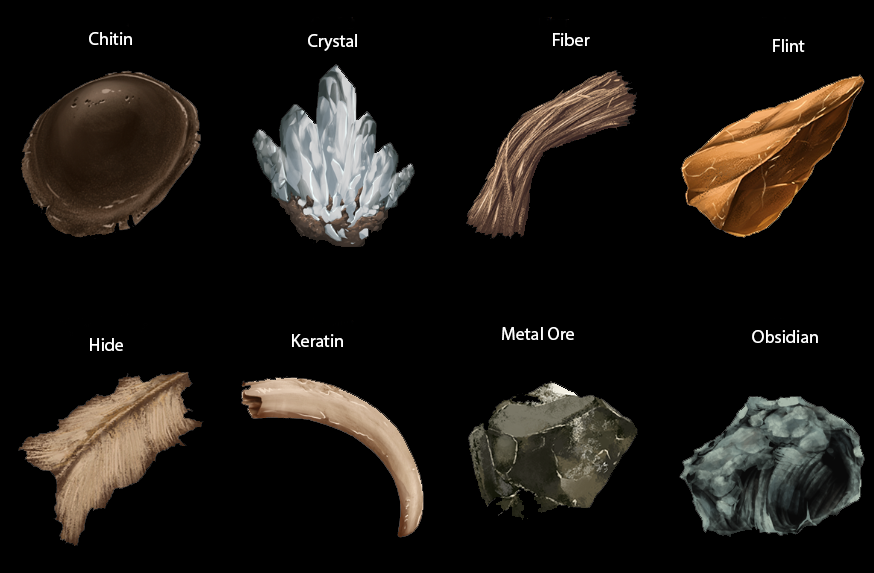 Chitin
Crystal
Fiber
Flint
Hide
Keratin
Metal Ore
Obsidian